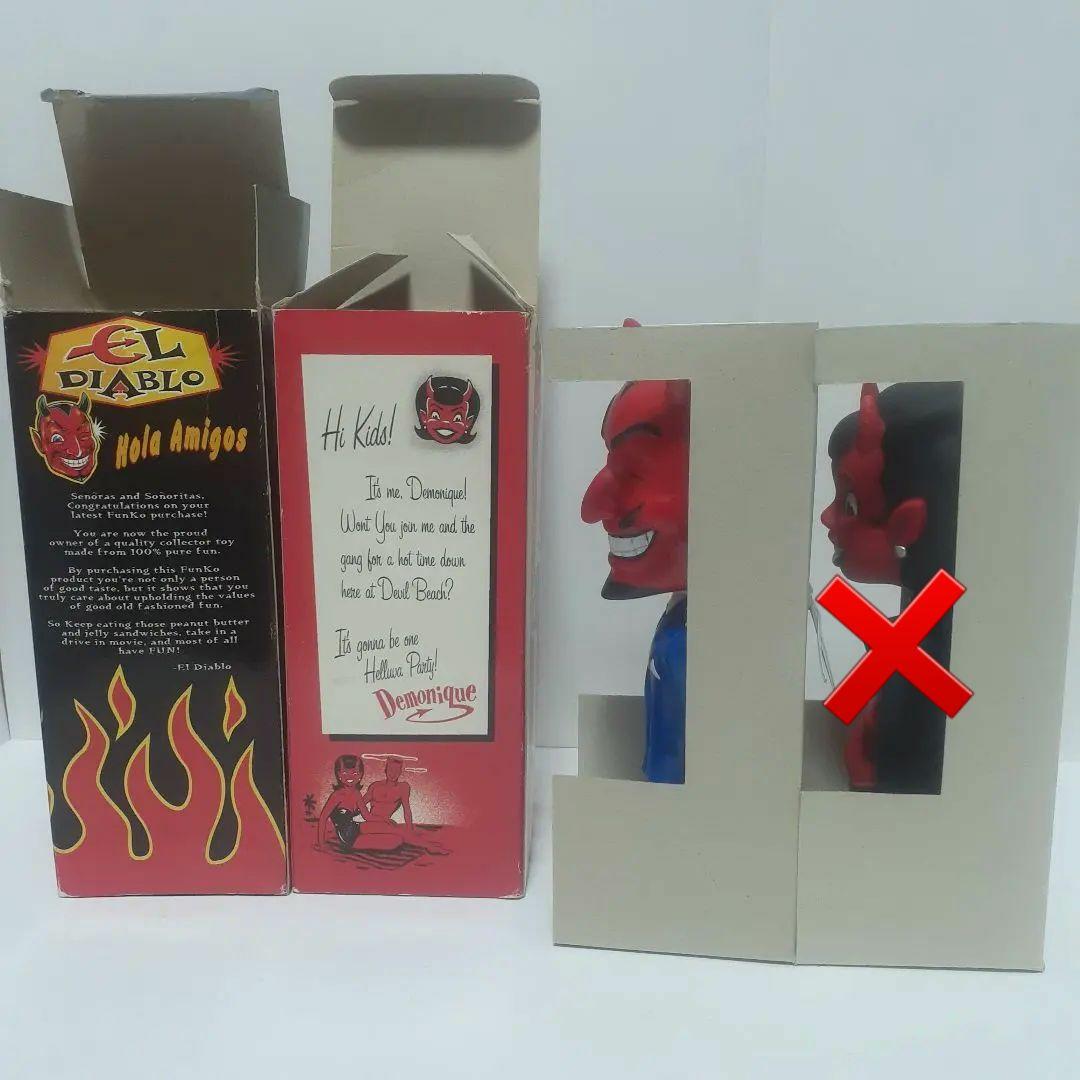 EL
DIABLO
Hola Amigos
Señoras and Soñoritas,
Congratulations on your
latest FunKo purchase!
You are now the proud
owner of a quality collector toy
made from 100% pure fun.
By purchasing this FunKo
product you're not only a person
of good taste, but it shows that you
truly care about upholding the values
of good old fashioned fun.
So Keep eating those peanut butter
and jelly sandwiches, take in a
drive in movie, and most of all
have FUN!
-El Diablo
Hi Kids!
It's me, Demonique!
Wont You join me and the
gang for a hot time down
here at Devil Beach?
It's gonna be one
Helluva Party!
Demonique